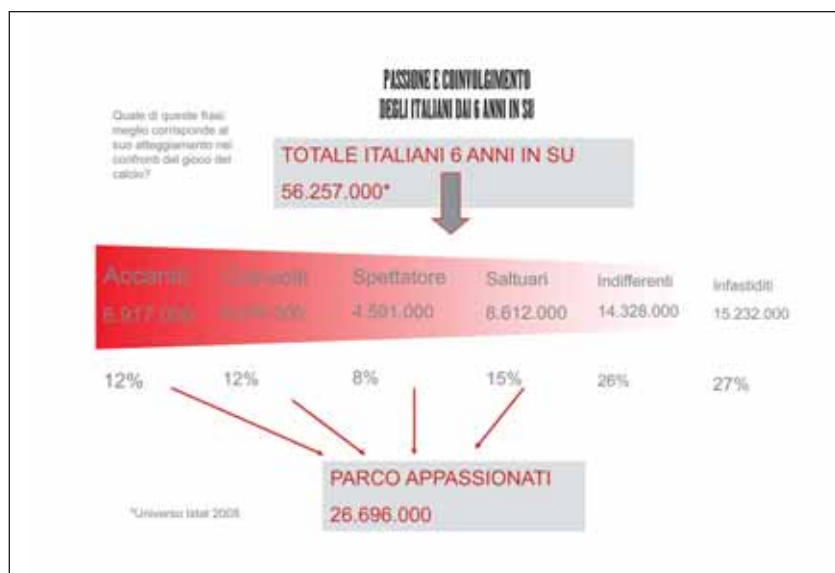 PASSIONE E COINVOLGIMENTO
DEGLI ITALIANI DAI 6 ANNI IN SU
Quale di queste frasi
meglio corrisponde al
suo atteggiamento nei
confronti del gioco del
calcio?
TOTALE ITALIANI 6 ANNI IN SU
56.257.000*
Accaniti Coinvolti Spettatore Saltuari Indifferenti Infastiditi
6.917.000 4.591.000 8.612.000 14.328.000 15.232.000
12% 12% 8% 15% 26% 27%
PARCO APPASSIONATI
26.696.000
*Universo Istat 2008